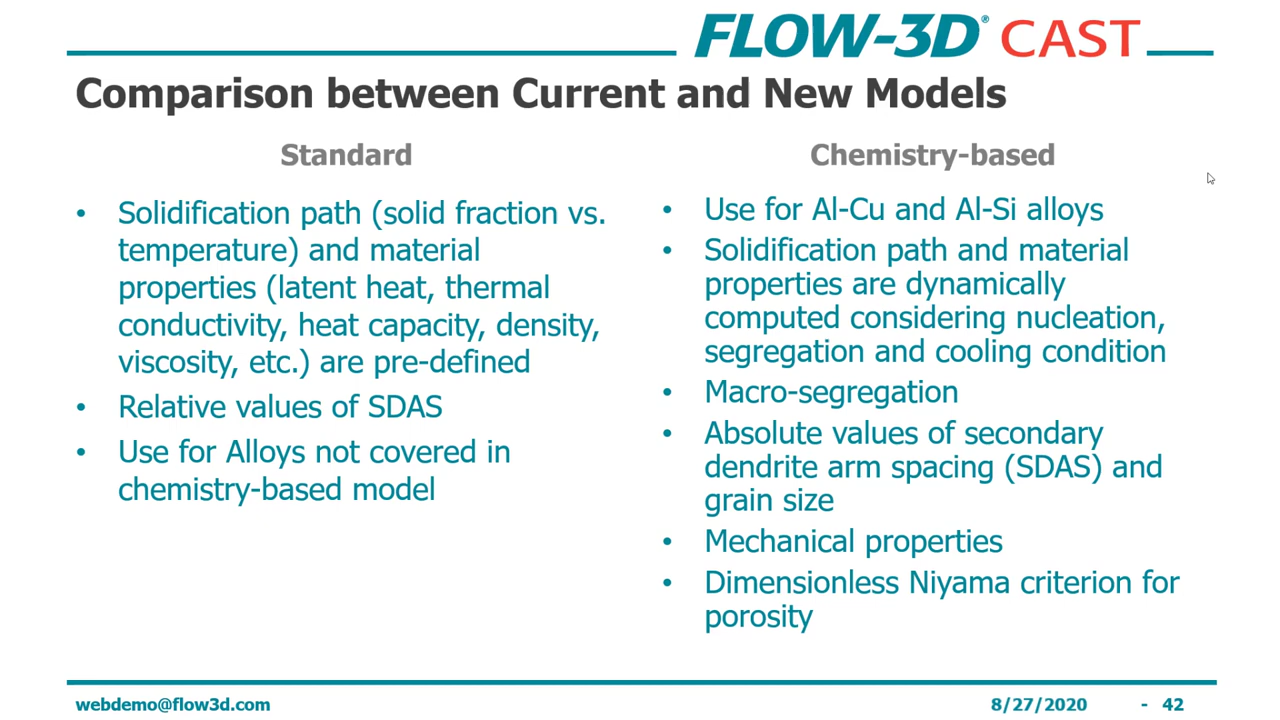 FLOW-3D® CAST
Comparison between Current and New Models
Standard
• Solidification path (solid fraction vs.
temperature) and material
properties (latent heat, thermal
conductivity, heat capacity, density,
viscosity, etc.) are pre-defined
• Relative values of SDAS
• Use for Alloys not covered in
chemistry-based model
Chemistry-based
• Use for Al-Cu and Al-Si alloys
• Solidification path and material
properties are dynamically
computed considering nucleation,
segregation and cooling condition
• Macro-segregation
• Absolute values of secondary
dendrite arm spacing (SDAS) and
grain size
• Mechanical properties
• Dimensionless Niyama criterion for
porosity
webdemo@flow3d.com
8/27/2020 - 42